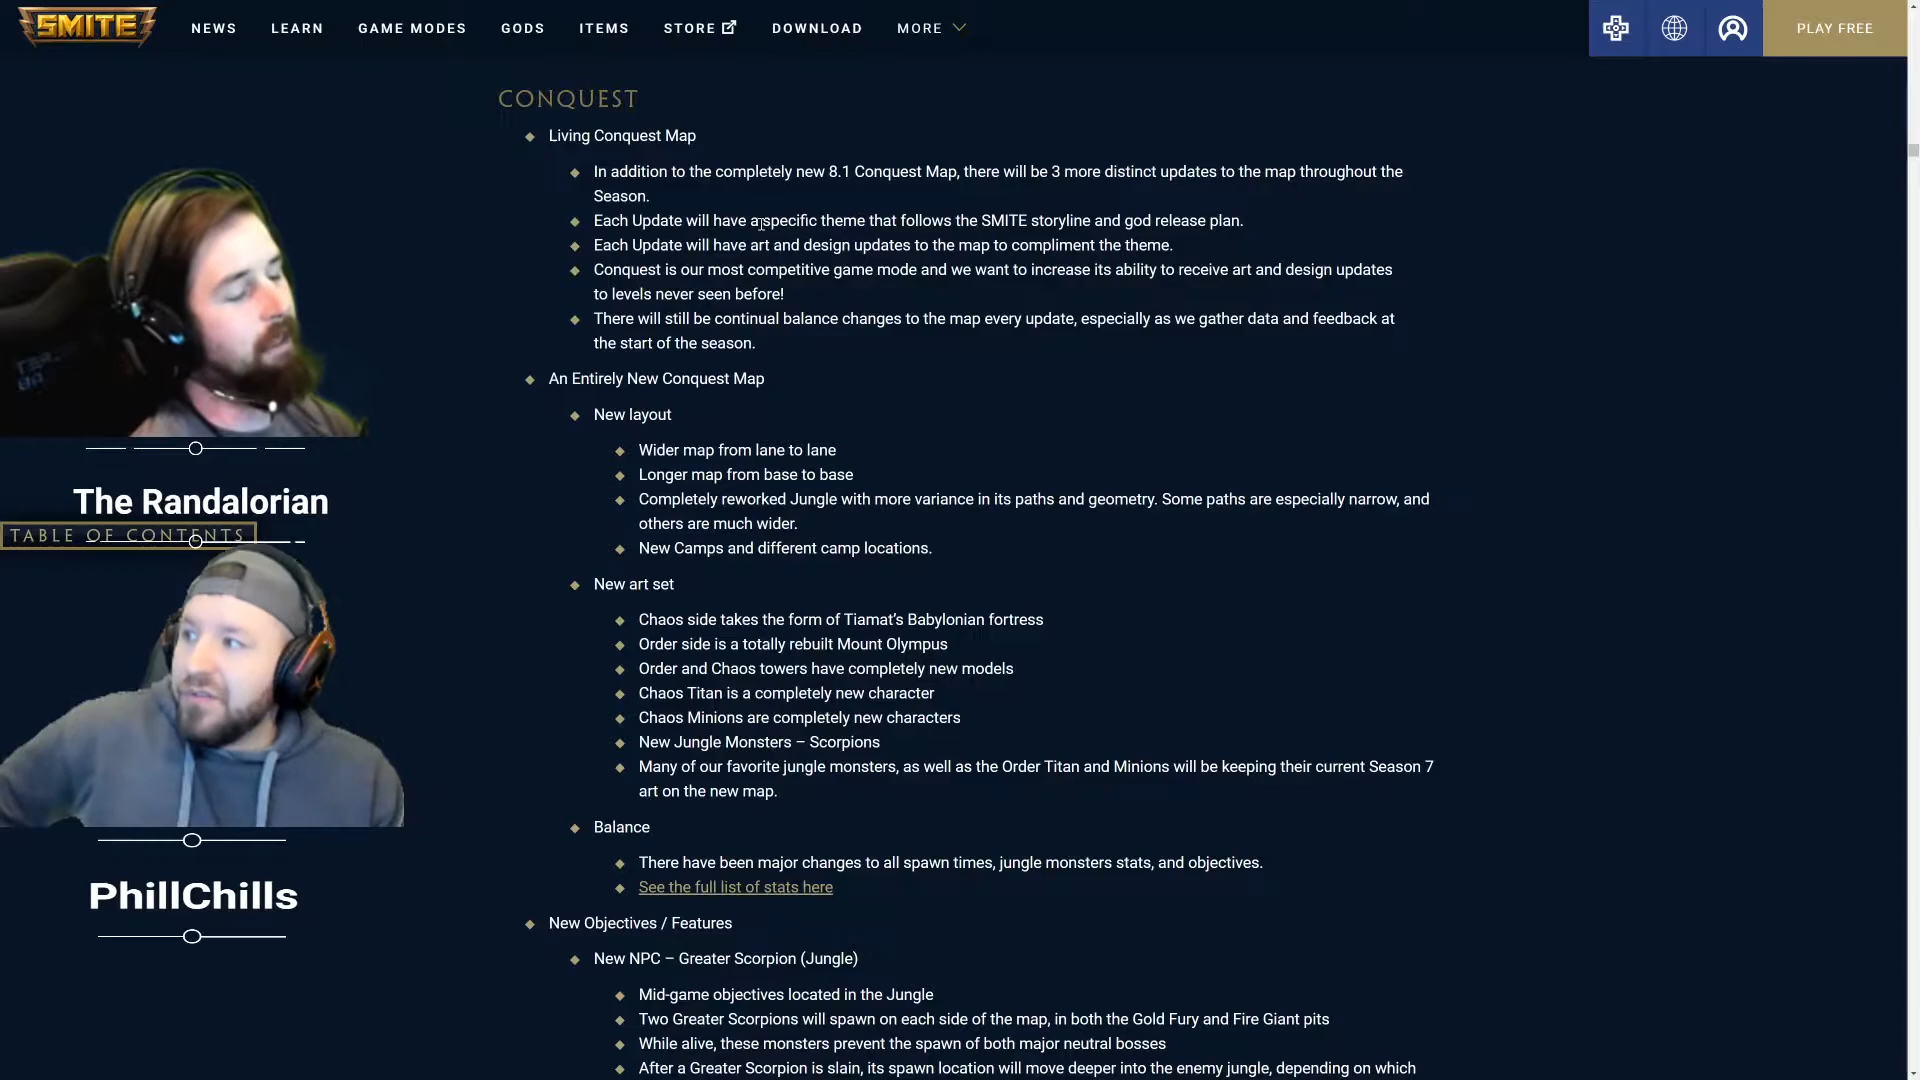 SMITE
NEWS
LEARN
GAME MODES
GODS
ITEMS
STORE
DOWNLOAD
MORE
PLAY FREE
CONQUEST
Living Conquest Map
In addition to the completely new 8.1 Conquest Map, there will be 3 more distinct updates to the map throughout the
Season.
Each Update will have a specific theme that follows the SMITE storyline and god release plan.
Each Update will have art and design updates to the map to compliment the theme.
Conquest is our most competitive game mode and we want to increase its ability to receive art and design updates
to levels never seen before!
There will still be continual balance changes to the map every update, especially as we gather data and feedback at
the start of the season.
An Entirely New Conquest Map
New layout
Wider map from lane to lane
Longer map from base to base
Completely reworked Jungle with more variance in its paths and geometry. Some paths are especially narrow, and
others are much wider.
New Camps and different camp locations.
New art set
Chaos side takes the form of Tiamat’s Babylonian fortress
Order side is a totally rebuilt Mount Olympus
Order and Chaos towers have completely new models
Chaos Titan is a completely new character
Chaos Minions are completely new characters
New Jungle Monsters – Scorpions
Many of our favorite jungle monsters, as well as the Order Titan and Minions will be keeping their current Season 7
art on the new map.
Balance
There have been major changes to all spawn times, jungle monsters stats, and objectives.
See the full list of stats here
New Objectives / Features
New NPC – Greater Scorpion (Jungle)
Mid-game objectives located in the Jungle
Two Greater Scorpions will spawn on each side of the map, in both the Gold Fury and Fire Giant pits
While alive, these monsters prevent the spawn of both major neutral bosses
After a Greater Scorpion is slain, its spawn location will move deeper into the enemy jungle, depending on which
The Randalorian
TABLE OF CONTENTS
PhillChills